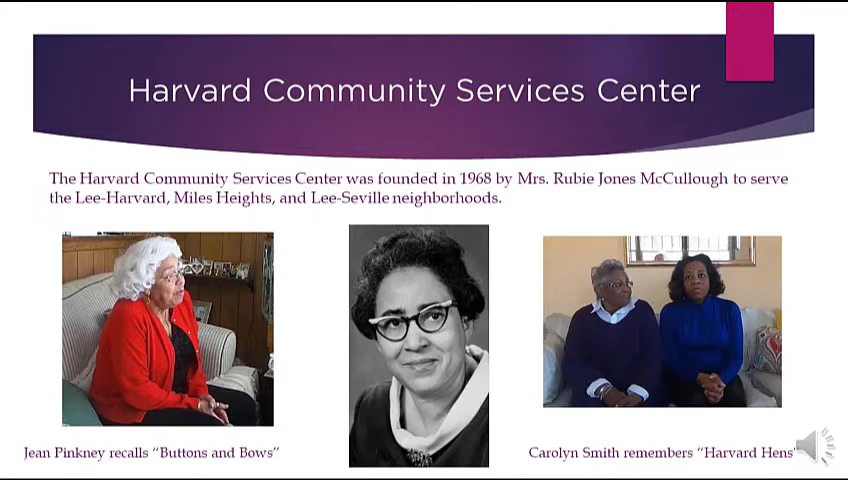 Harvard Community Services Center
The Harvard Community Services Center was founded in 1968 by Mrs. Rubie Jones McCullough to serve
the Lee-Harvard, Miles Heights, and Lee-Seville neighborhoods.
Jean Pinkney recalls “Buttons and Bows”
Carolyn Smith remembers “Harvard Hens”